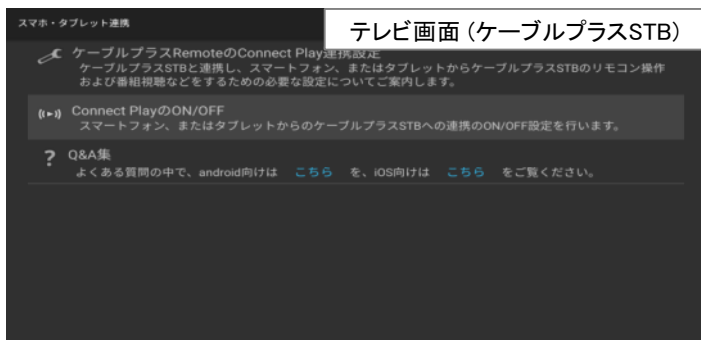 スマホ・タブレット連携
テレビ画面（ケーブルプラスSTB）
ケーブルプラスRemoteのConnect Play連携設定
ケーブルプラスSTBと連携し、スマートフォン、またはタブレットからケーブルプラスSTBのリモコン操作
および番組視聴などをするための必要な設定についてご案内します。
Connect PlayのON/OFF
スマートフォン、またはタブレットからのケーブルプラスSTBへの連携のON/OFF設定を行います。
? Q&A集
よくある質問の中で、android向けは こちら を、iOS向けは こちら をご覧ください。